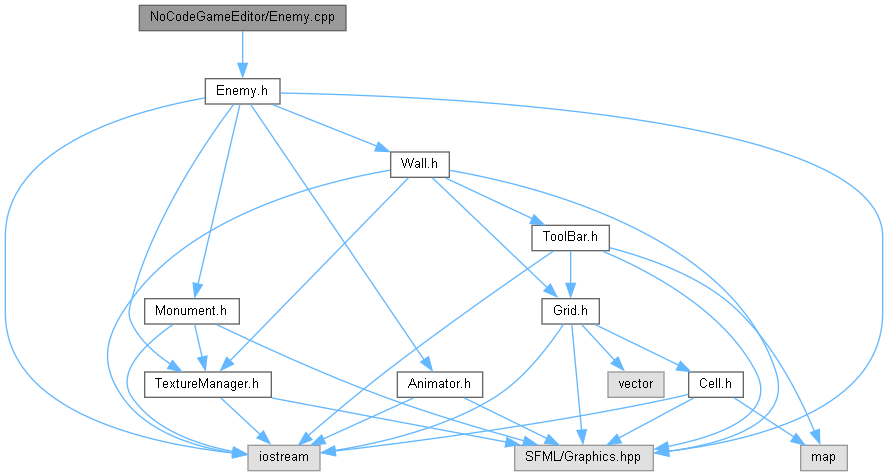 NoCodeGameEditor/Enemy.cpp
Enemy.h
Wall.h
ToolBar.h
Monument.h
Grid.h
TextureManager.h
Animator.h
vector
Cell.h
iostream
SFML/Graphics.hpp
map